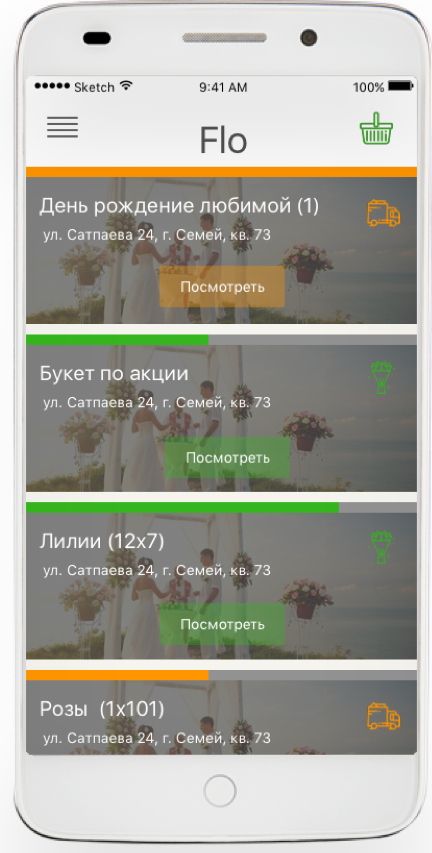 Sketch
9:41 AM
100%
Flo
День рождение любимой (1)
ул. Сатпаева 24, г. Семей, кв. 73
Посмотреть
Букет по акции
ул. Сатпаева 24, г. Семей, кв. 73
Посмотреть
Лилии (12x7)
ул. Сатпаева 24, г. Семей, кв. 73
Посмотреть
Розы (1x101)
ул. Сатпаева 24, г. Семей, кв. 73